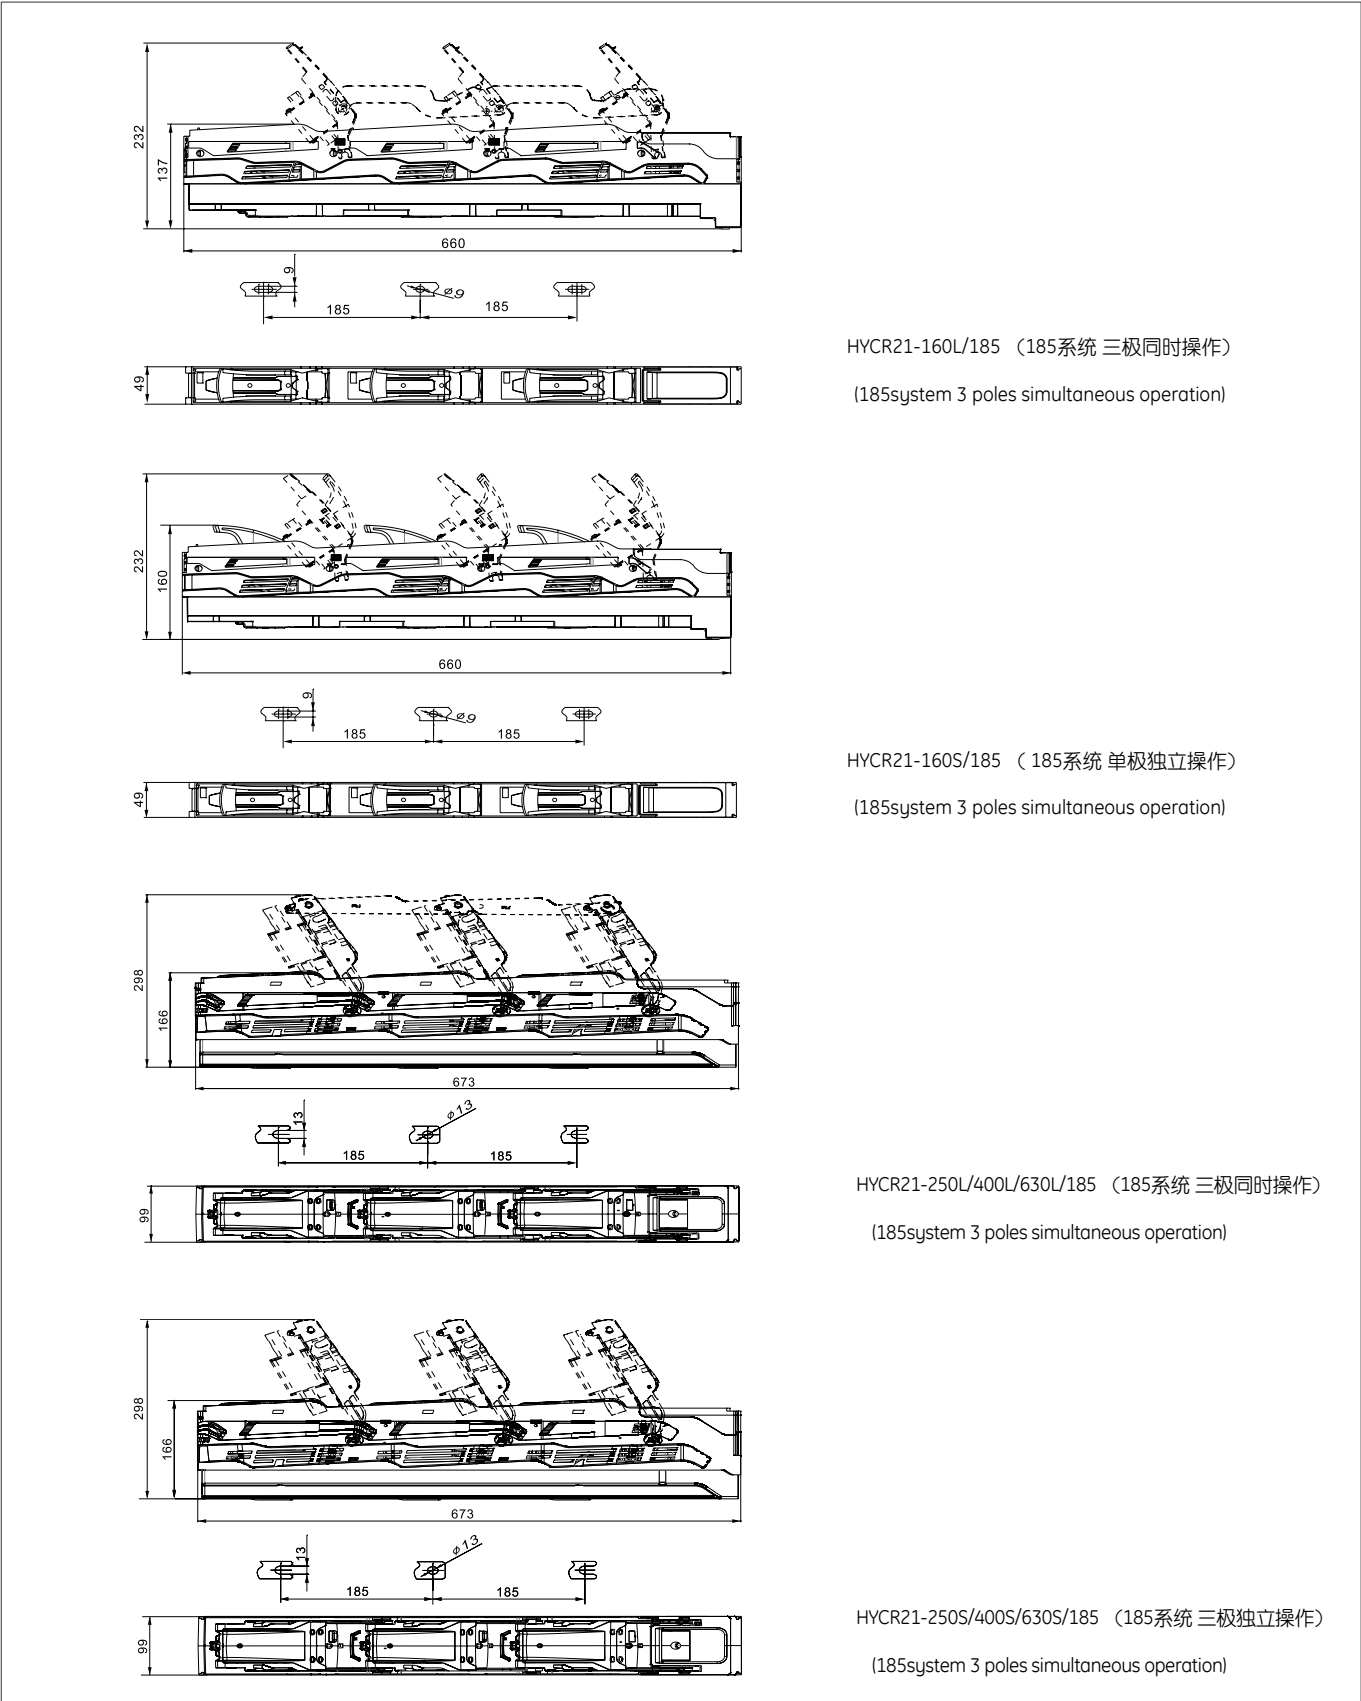 232
137
660
9
ø9
185
185
49
HYCR21-160L/185 （185系统 三极同时操作）
(185system 3 poles simultaneous operation)
232
160
660
9
ø9
185
185
49
HYCR21-160S/185 （ 185系统 单极独立操作）
(185system 3 poles simultaneous operation)
298
166
673
13
ø13
185
185
99
HYCR21-250L/400L/630L/185 （185系统 三极同时操作）
(185system 3 poles simultaneous operation)
298
166
673
13
ø13
185
185
99
HYCR21-250S/400S/630S/185 （185系统 三极独立操作）
(185system 3 poles simultaneous operation)